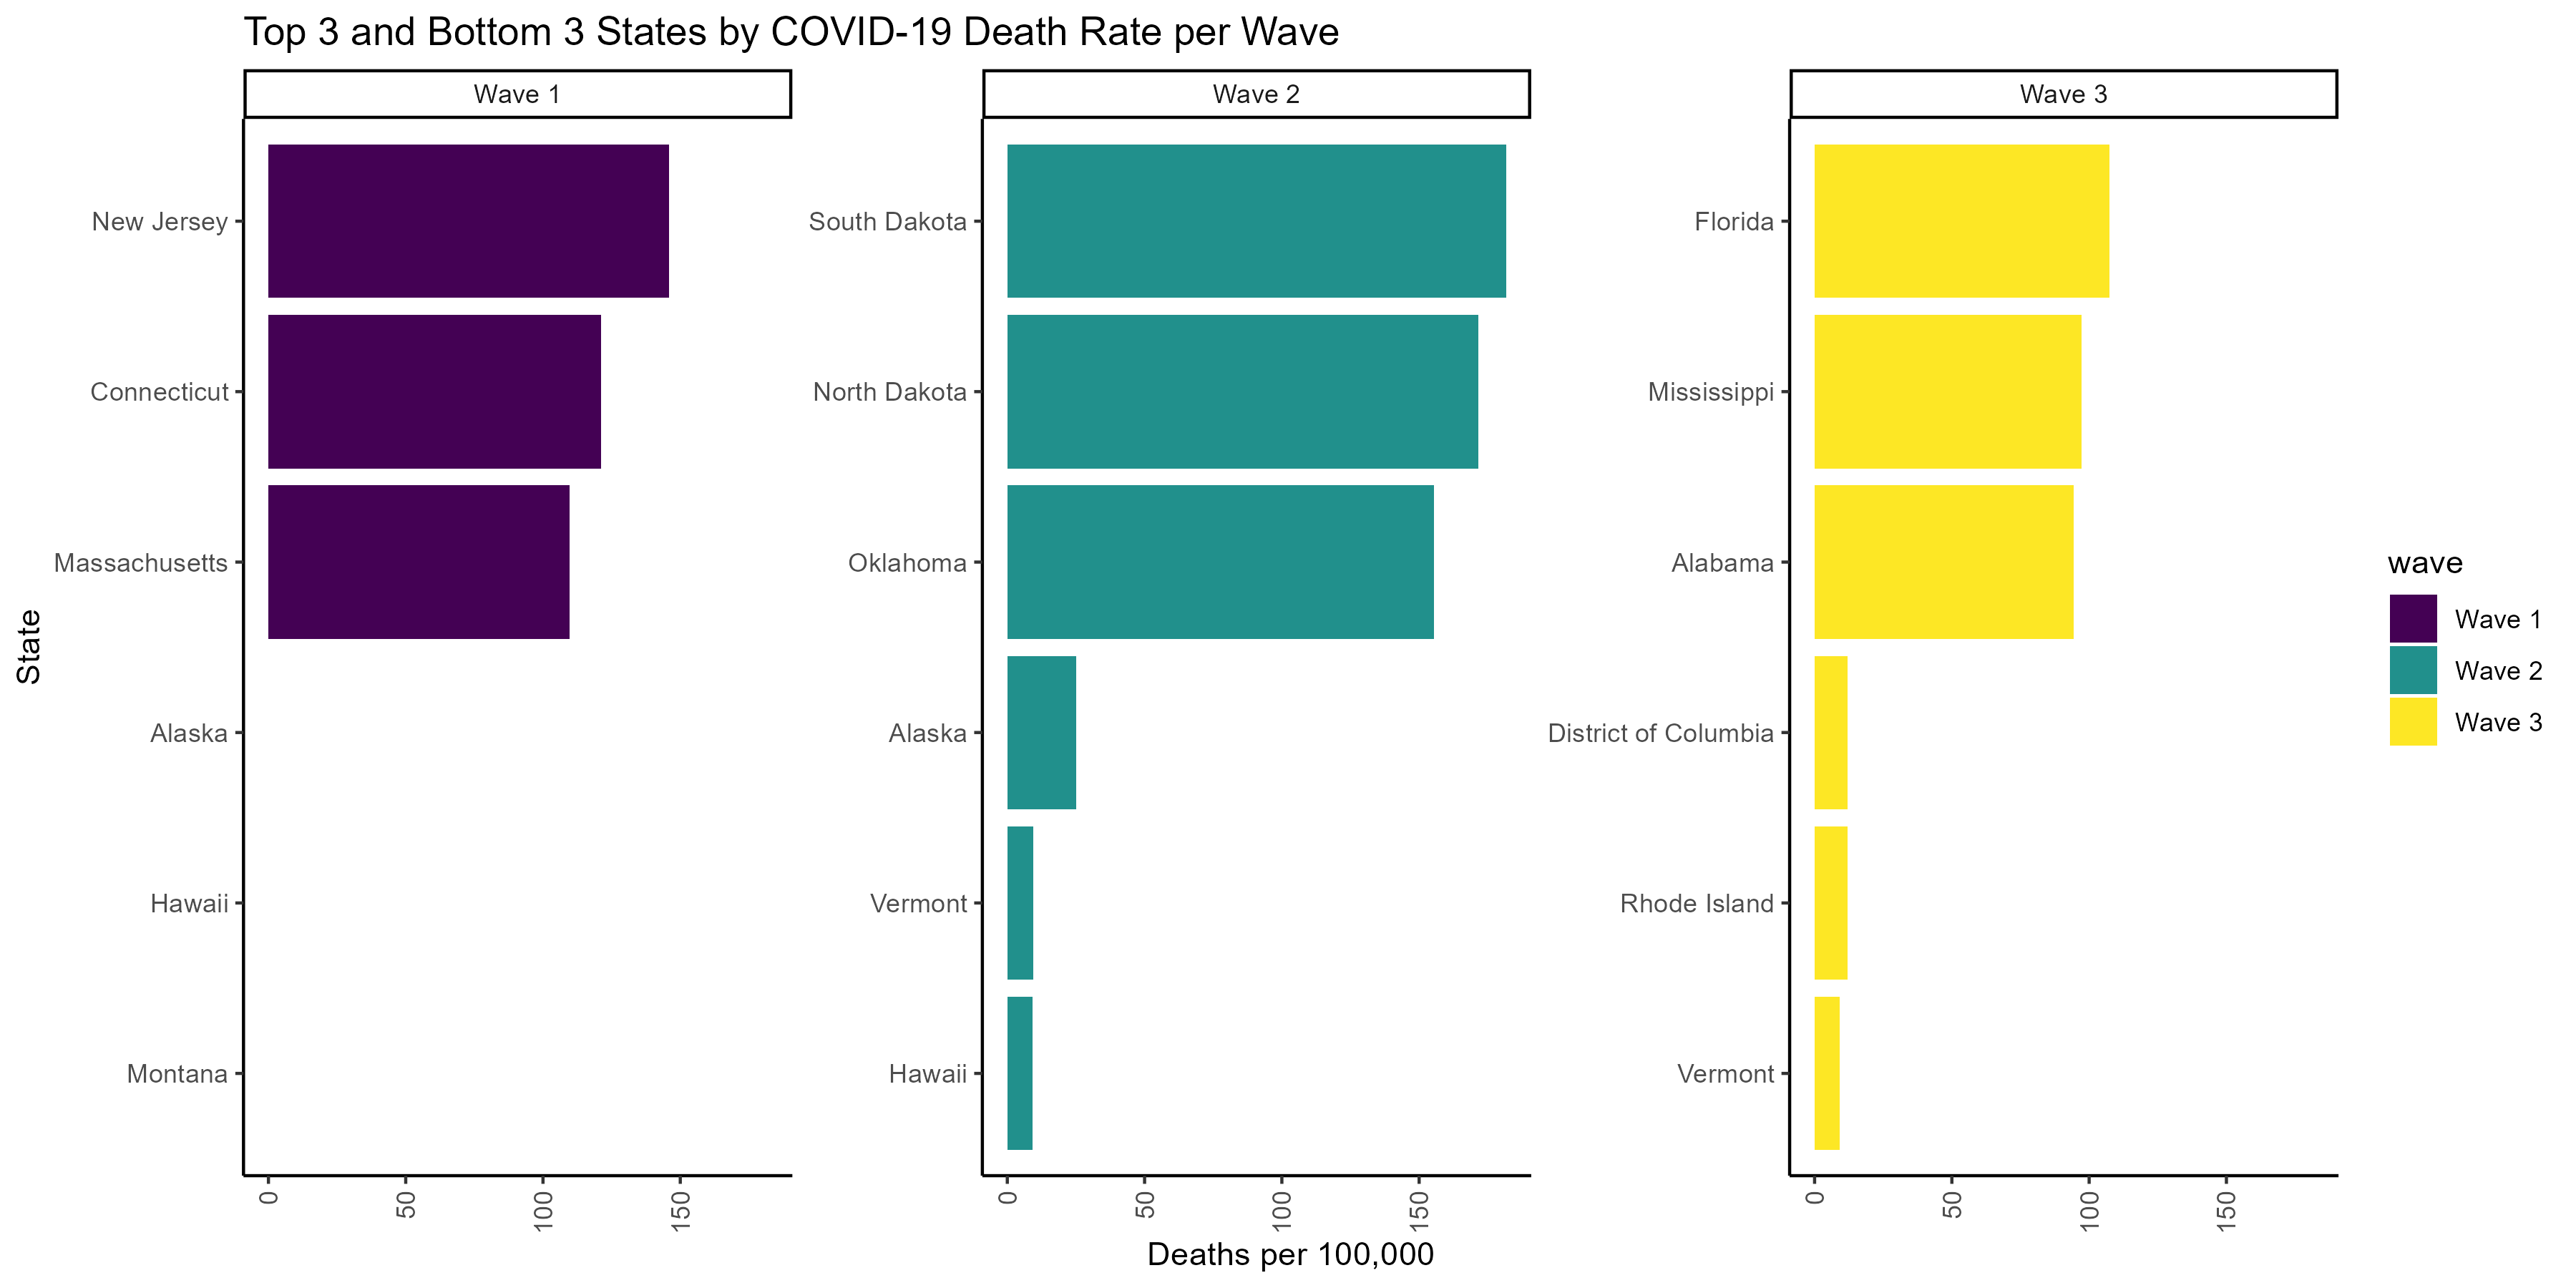 Top 3 and Bottom 3 States by COVID-19 Death Rate per Wave
Wave 1
Wave 2
Wave 3
State
New Jersey
Connecticut
Massachusetts
Alaska
Hawaii
Montana
0
50
100
150
South Dakota
North Dakota
Oklahoma
Alaska
Vermont
Hawaii
0
50
100
150
Florida
Mississippi
Alabama
District of Columbia
Rhode Island
Vermont
0
50
100
150
Deaths per 100,000
wave
Wave 1
Wave 2
Wave 3